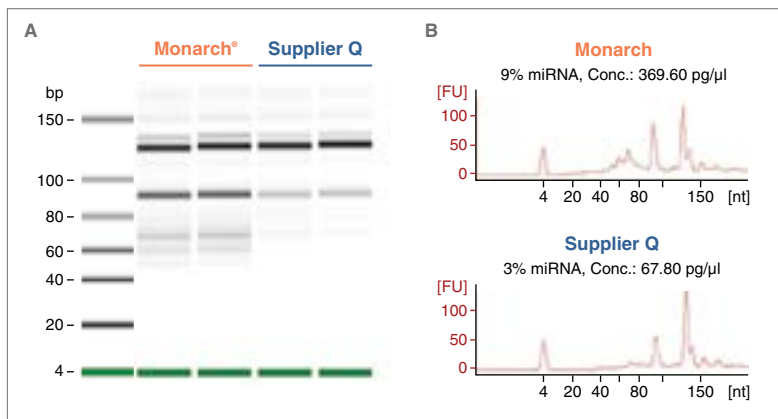 A
Monarch® Supplier Q
bp
150
100
80
60
40
20
4
B
Monarch
9% miRNA, Conc.: 369.60 pg/µl
[FU]
100
50
0
4 20 40 80 150 [nt]
Supplier Q
3% miRNA, Conc.: 67.80 pg/µl
[FU]
100
50
0
4 20 40 80 150 [nt]